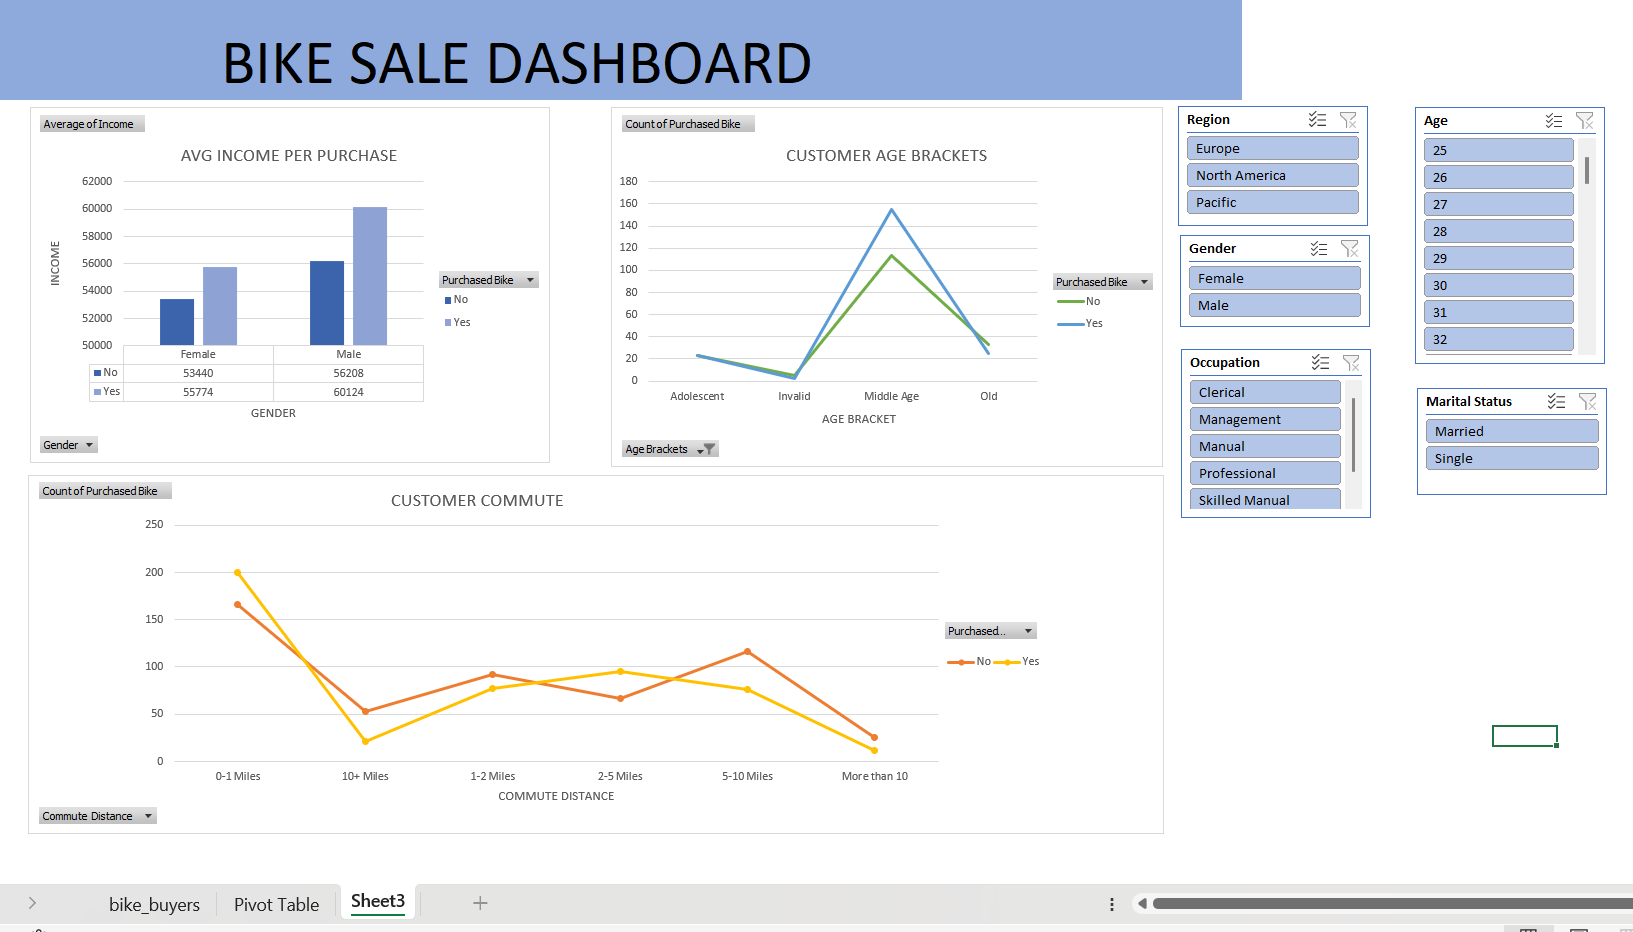 BIKE SALE DASHBOARD
Average of Income
AVG INCOME PER PURCHASE
62000
60000
58000
56000
54000
52000
50000
INCOME
Female
Male
No
53440
56208
Yes
55774
60124
GENDER
Purchased Bike
No
Yes
Gender
Count of Purchased Bike
CUSTOMER AGE BRACKETS
180
160
140
120
100
80
60
40
20
0
Adolescent
Invalid
Middle Age
Old
AGE BRACKET
Purchased Bike
No
Yes
Age Brackets
Count of Purchased Bike
CUSTOMER COMMUTE
250
200
150
100
50
0
0-1 Miles
10+ Miles
1-2 Miles
2-5 Miles
5-10 Miles
More than 10
COMMUTE DISTANCE
Purchased...
No
Yes
Commute Distance
Region
Europe
North America
Pacific
Gender
Female
Male
Occupation
Clerical
Management
Manual
Professional
Skilled Manual
Age
25
26
27
28
29
30
31
32
Marital Status
Married
Single
bike_buyers
Pivot Table
Sheet3